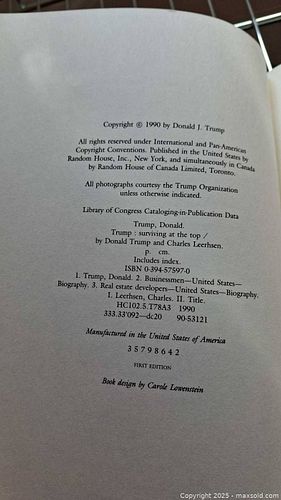 Copyright © 1990 by Donald J. Trump
All rights reserved under International and Pan-American
Copyright Conventions. Published in the United States by
Random House, Inc., New York, and simultaneously in Canada
by Random House of Canada Limited, Toronto.
All photographs courtesy the Trump Organization
unless otherwise indicated.
Library of Congress Cataloging-in-Publication Data
Trump, Donald.
Trump : surviving at the top /
by Donald Trump and Charles Leerhsen.
p. cm.
Includes index.
ISBN 0-394-57597-0
1. Trump, Donald. 2. Businessmen—United States—
Biography. 3. Real estate developers—United States—Biography.
I. Leerhsen, Charles. II. Title.
HC102.5.T78A3 1990
333.33'092—dc20 90-53121
Manufactured in the United States of America
3 5 7 9 8 6 4 2
FIRST EDITION
Book design by Carole Lowenstein
Copyright © 2025 - maxsold.com